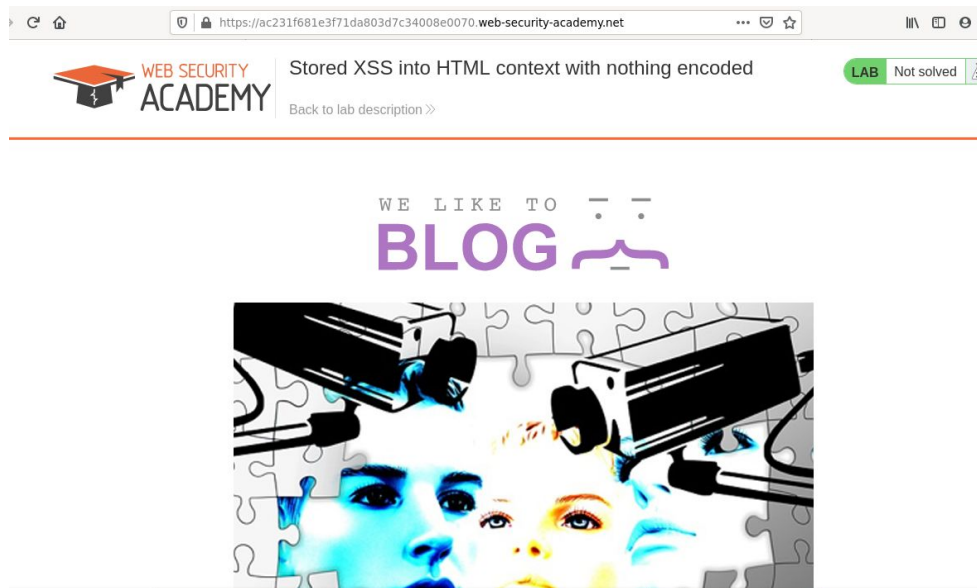 https://ac231f681e3f71da803d7c34008e0070.web-security-academy.net
WEB SECURITY
ACADEMY
Stored XSS into HTML context with nothing encoded
LAB Not solved
Back to lab description
WE LIKE TO
BLOG